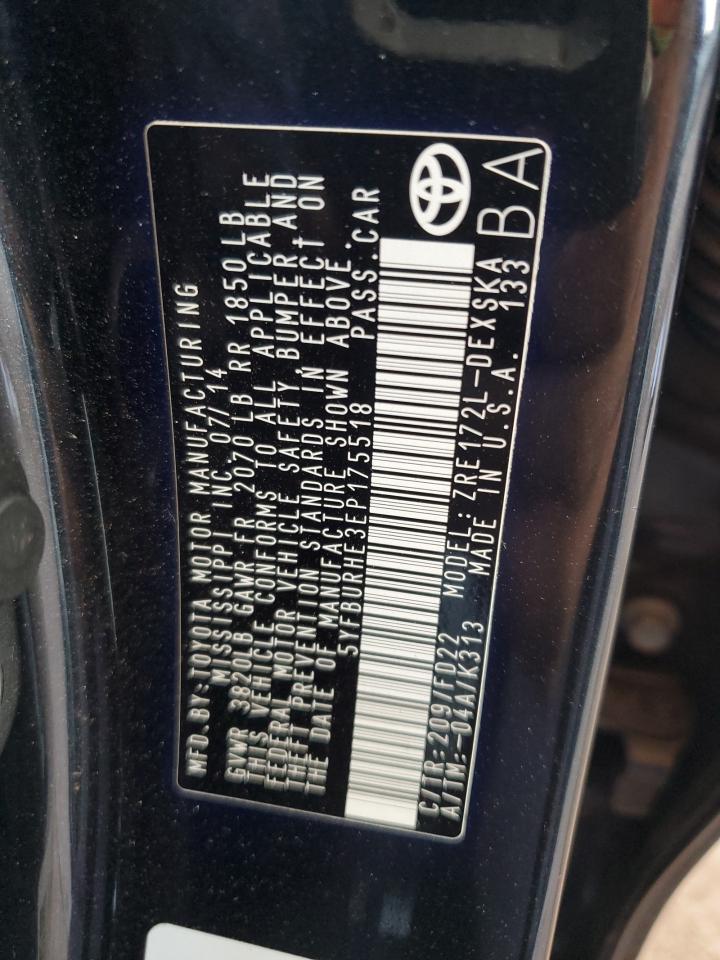 MFD. BY: TOYOTA MOTOR MANUFACTURING
MISSISSIPPI INC. 07/14
GVWR 3820LB GAWR FR 2070 LB RR 1850LB
THIS VEHICLE CONFORMS TO ALL APPLICABLE
FEDERAL MOTOR VEHICLE SAFETY BUMPER AND
THEFT PREVENTION STANDARDS IN EFFECT ON
THE DATE OF MANUFACTURE SHOWN ABOVE.
5YFBURHE3EP175518 PASS. CAR
C/TR: 209/FD22 MODEL: ZRE172L-DEXSKA
A/TM: -04A/K313 MADE IN U.S.A. 133
BA